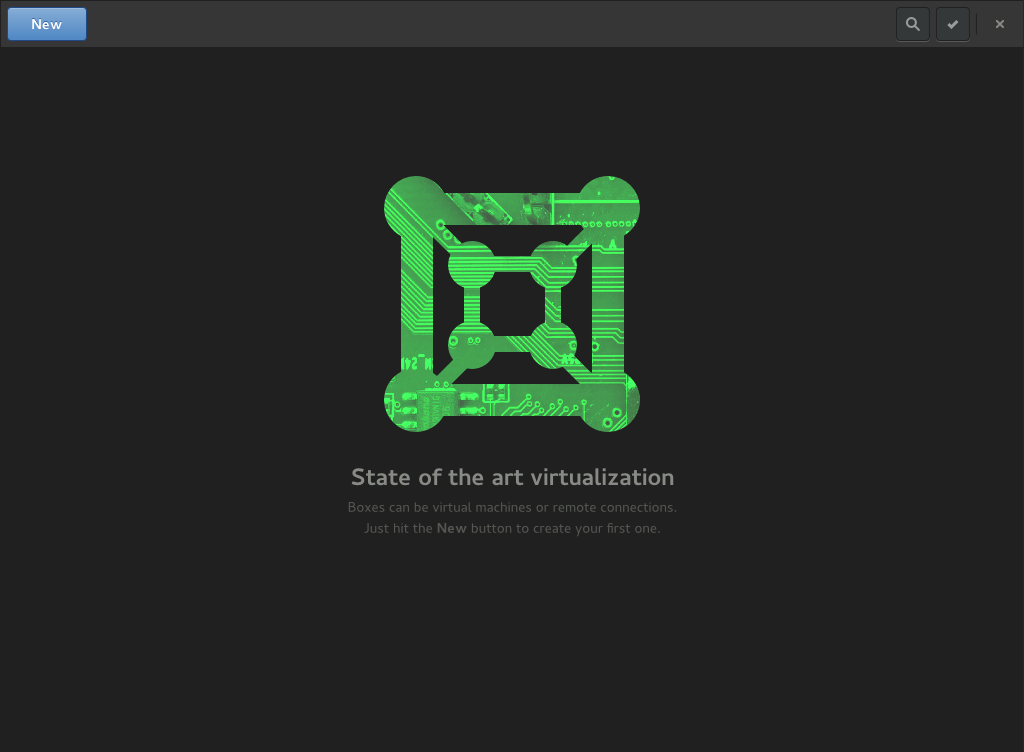 New
State of the art virtualization
Boxes can be virtual machines or remote connections.
Just hit the New button to create your first one.